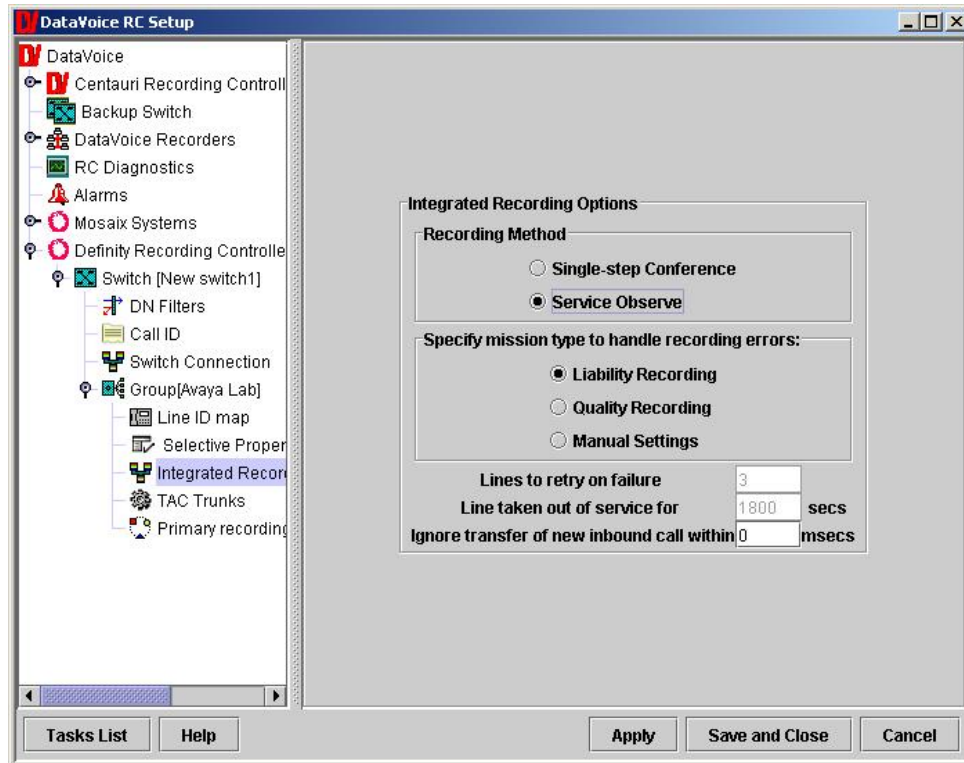 DataVoice RC Setup
DataVoice
Centauri Recording Controll
Backup Switch
DataVoice Recorders
RC Diagnostics
Alarms
Mosaix Systems
Definity Recording Controlle
Switch [New switch1]
DN Filters
Call ID
Switch Connection
Group[Avaya Lab]
Line ID map
Selective Proper
Integrated Recor
TAC Trunks
Primary recording
Integrated Recording Options
Recording Method
Single-step Conference
Service Observe
Specify mission type to handle recording errors:
Liability Recording
Quality Recording
Manual Settings
Lines to retry on failure 3
Line taken out of service for 1800 secs
Ignore transfer of new inbound call within 0 msecs
Tasks List Help Apply Save and Close Cancel